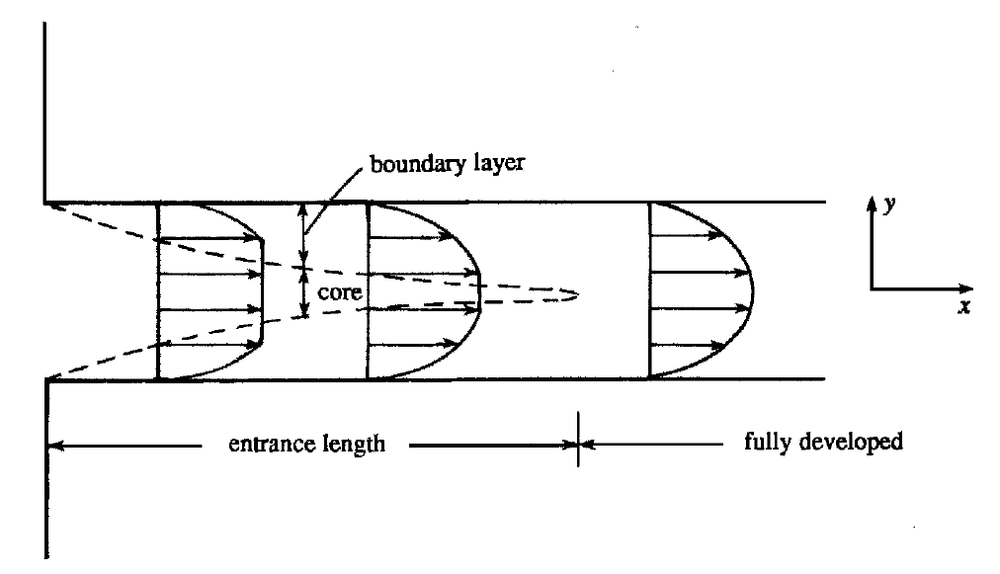 boundary layer
y
core
x
entrance length
fully developed